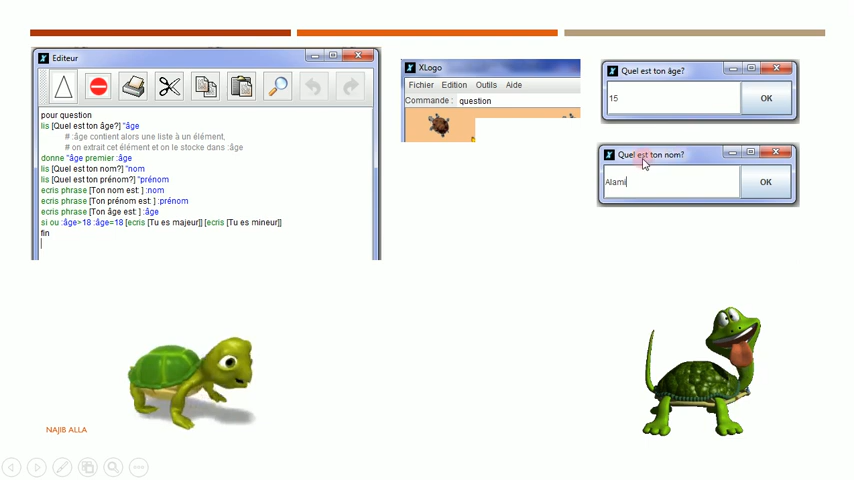 Editeur
pour question
lis [Quel est ton âge?] "âge
# :âge contient alors une liste à un élément,
# on extrait cet élément et on le stocke dans :âge
donne "âge premier :âge
lis [Quel est ton nom?] "nom
lis [Quel est ton prénom?] "prénom
ecris phrase [Ton nom est: ] :nom
ecris phrase [Ton prénom est: ] :prénom
ecris phrase [Ton âge est: ] :âge
si ou :âge>18 :âge=18 [ecris [Tu es majeur]] [ecris [Tu es mineur]]
fin
XLogo
Fichier Edition Outils Aide
Commande : question
Quel est ton âge?
15 OK
Quel est ton nom?
Alami OK
NAJIB ALLA